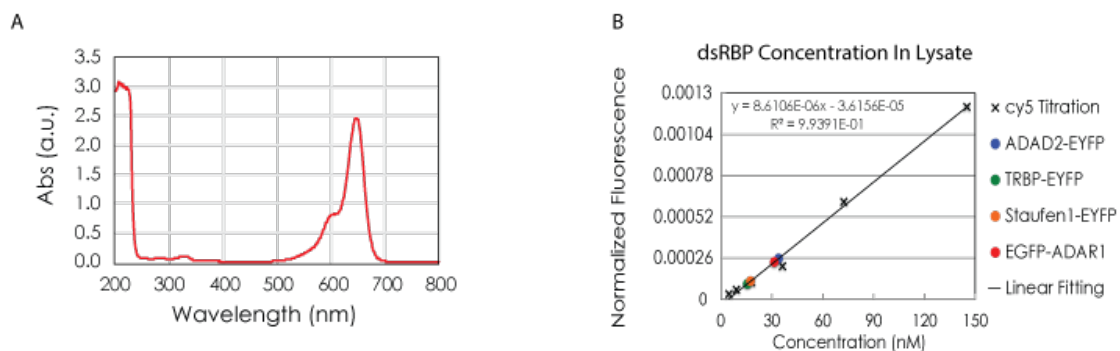 A
3.5
3.0
2.5
2.0
1.5
1.0
0.5
0.0
Abs (a.u.)
200 300 400 500 600 700 800
Wavelength (nm)
B
dsRBP Concentration In Lysate
Normalized Fluorescence
0.0013
0.00104
0.00078
0.00052
0.00026
0
y = 8.6106E-06x - 3.6156E-05
R² = 9.9391E-01
0 30 60 90 120 150
Concentration (nM)
cy5 Titration
ADAD2-EYFP
TRBP-EYFP
Staufen1-EYFP
EGFP-ADAR1
Linear Fitting